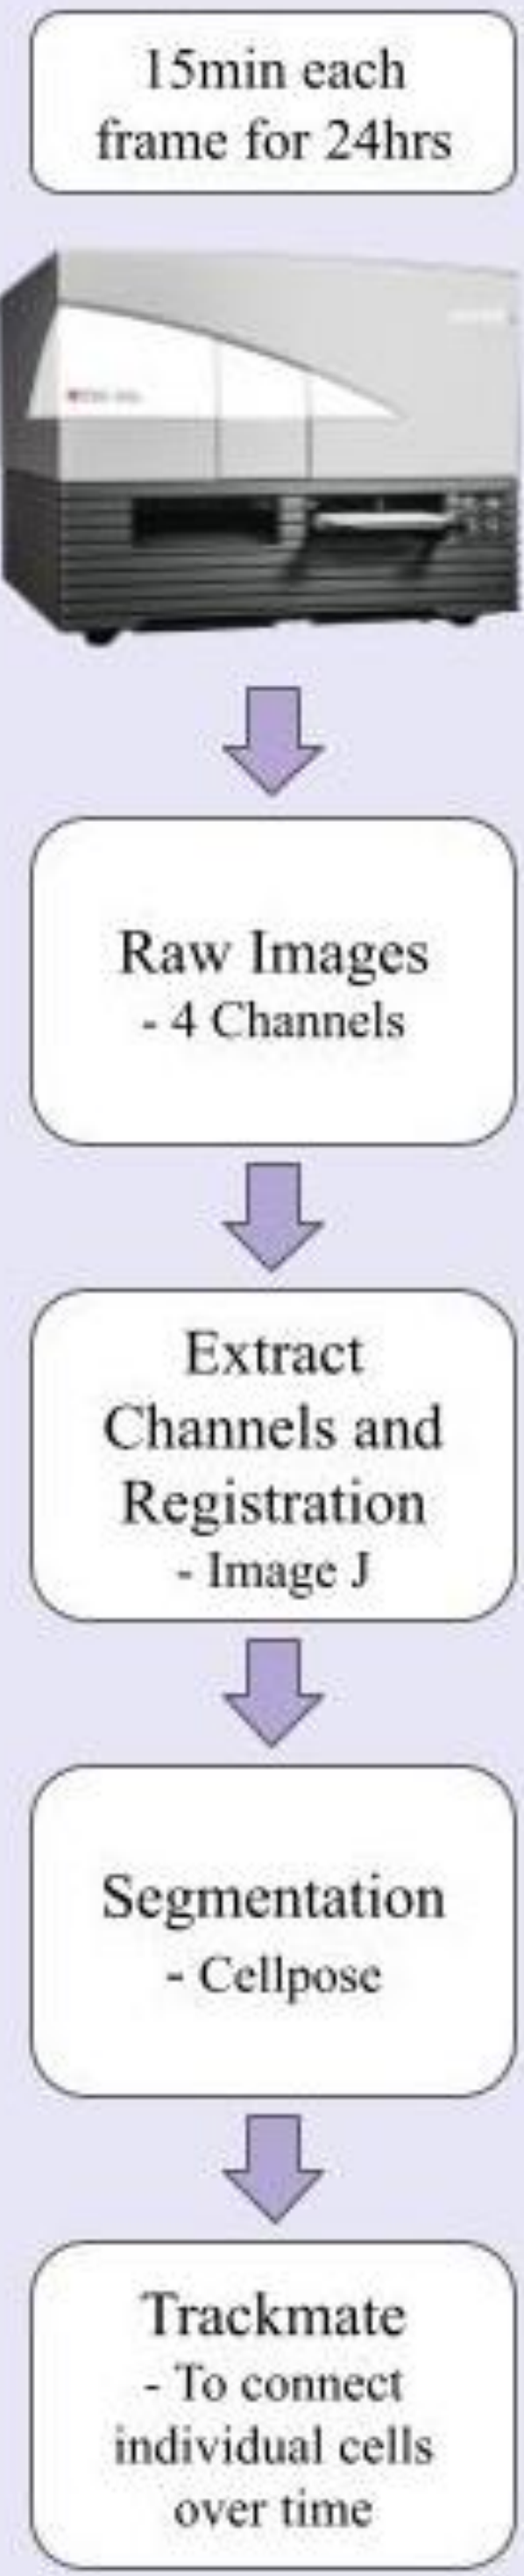 15min each
frame for 24hrs
Raw Images
- 4 Channels
Extract
Channels and
Registration
- Image J
Segmentation
- Cellpose
Trackmate
- To connect
individual cells
over time